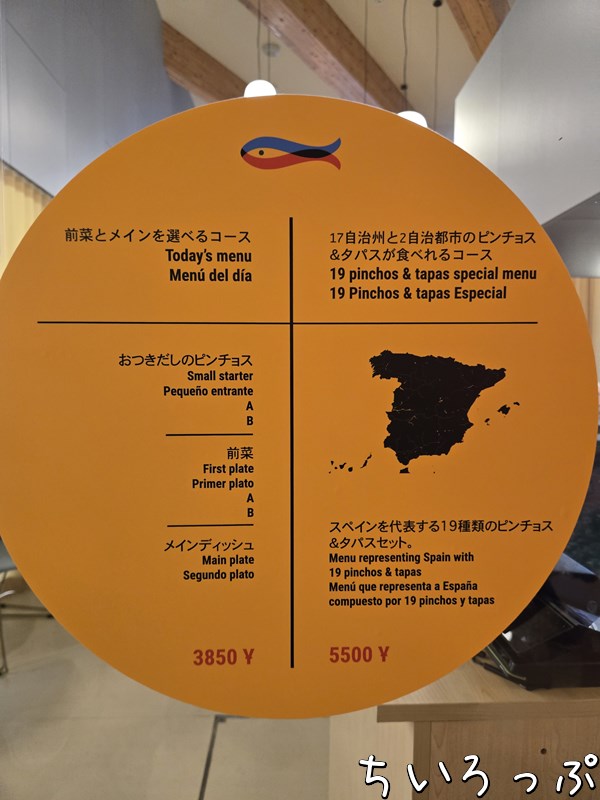 前菜とメインを選べるコース
Today's menu
Menú del día
17自治州と2自治都市のピンチョス
&タパスが食べれるコース
19 pinchos & tapas special menu
19 Pinchos & tapas Especial
おつきだしのピンチョス
Small starter
Pequeño entrante
A
B
前菜
First plate
Primer plato
A
B
メインディッシュ
Main plate
Segundo plato
3850 ¥
スペインを代表する19種類のピンチョス
&タパスセット。
Menu representing Spain with
19 pinchos & tapas
Menú que representa a España
compuesto por 19 pinchos y tapas
5500 ¥
ちいろっぷ